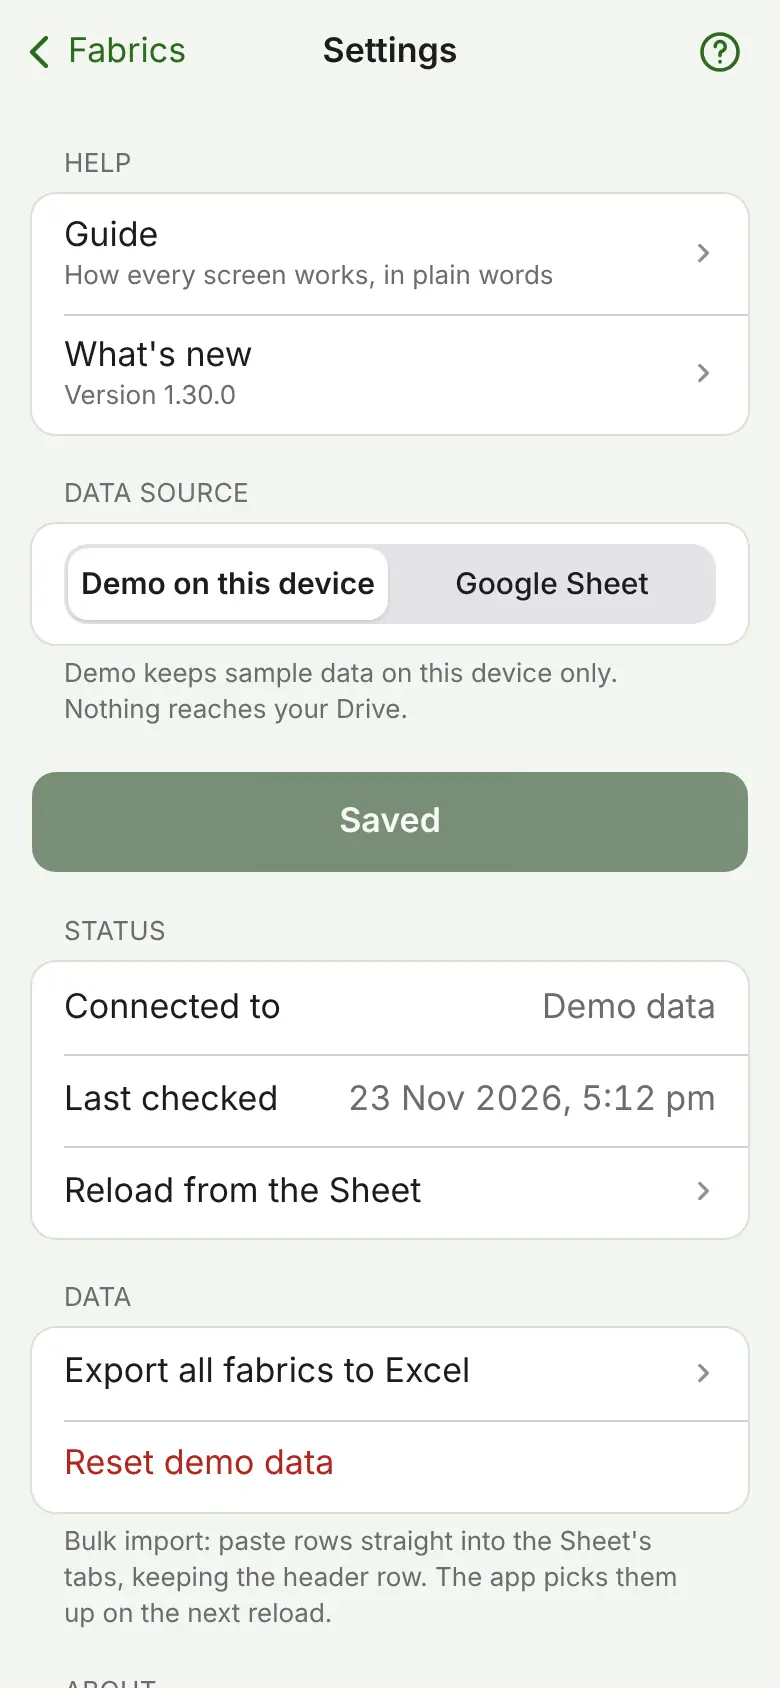 Fabrics
Settings
HELP
Guide
How every screen works, in plain words
What's new
Version 1.30.0
DATA SOURCE
Demo on this device
Google Sheet
Demo keeps sample data on this device only.
Nothing reaches your Drive.
Saved
STATUS
Connected to
Demo data
Last checked
23 Nov 2026, 5:12 pm
Reload from the Sheet
DATA
Export all fabrics to Excel
Reset demo data
Bulk import: paste rows straight into the Sheet's
tabs, keeping the header row. The app picks them
up on the next reload.
ABOUT